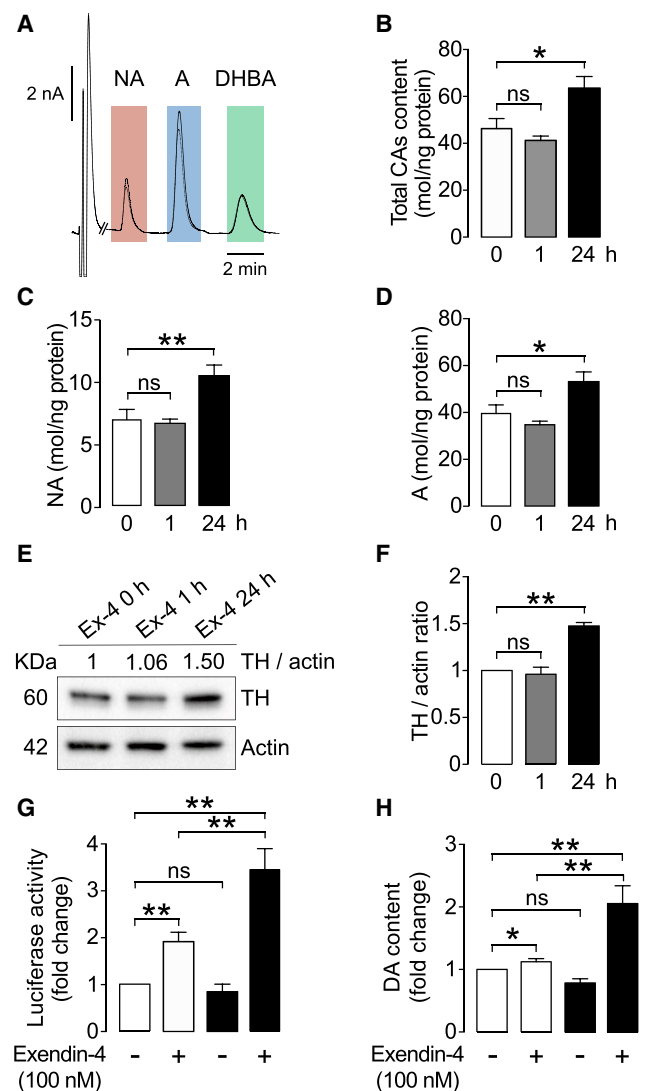 A
2 nA
NA A DHBA
2 min
B
Total CAs content
(mol/ng protein)
80
60
40
20
0
*
ns
0 1 24 h
C
NA (mol/ng protein)
15
10
5
0
**
ns
0 1 24 h
D
A (mol/ng protein)
80
60
40
20
0
*
ns
0 1 24 h
E
Ex-4 0 h
Ex-4 1 h
Ex-4 24 h
KDa 1 1.06 1.50 TH / actin
60 TH
42 Actin
F
TH / actin ratio
2
1.5
1
0.5
0
**
ns
0 1 24 h
G
Luciferase activity
(fold change)
4
3
2
1
0
**
**
ns
**
Exendin-4 - + - +
(100 nM)
H
DA content
(fold change)
3
2
1
0
**
**
ns
*
Exendin-4 - + - +
(100 nM)